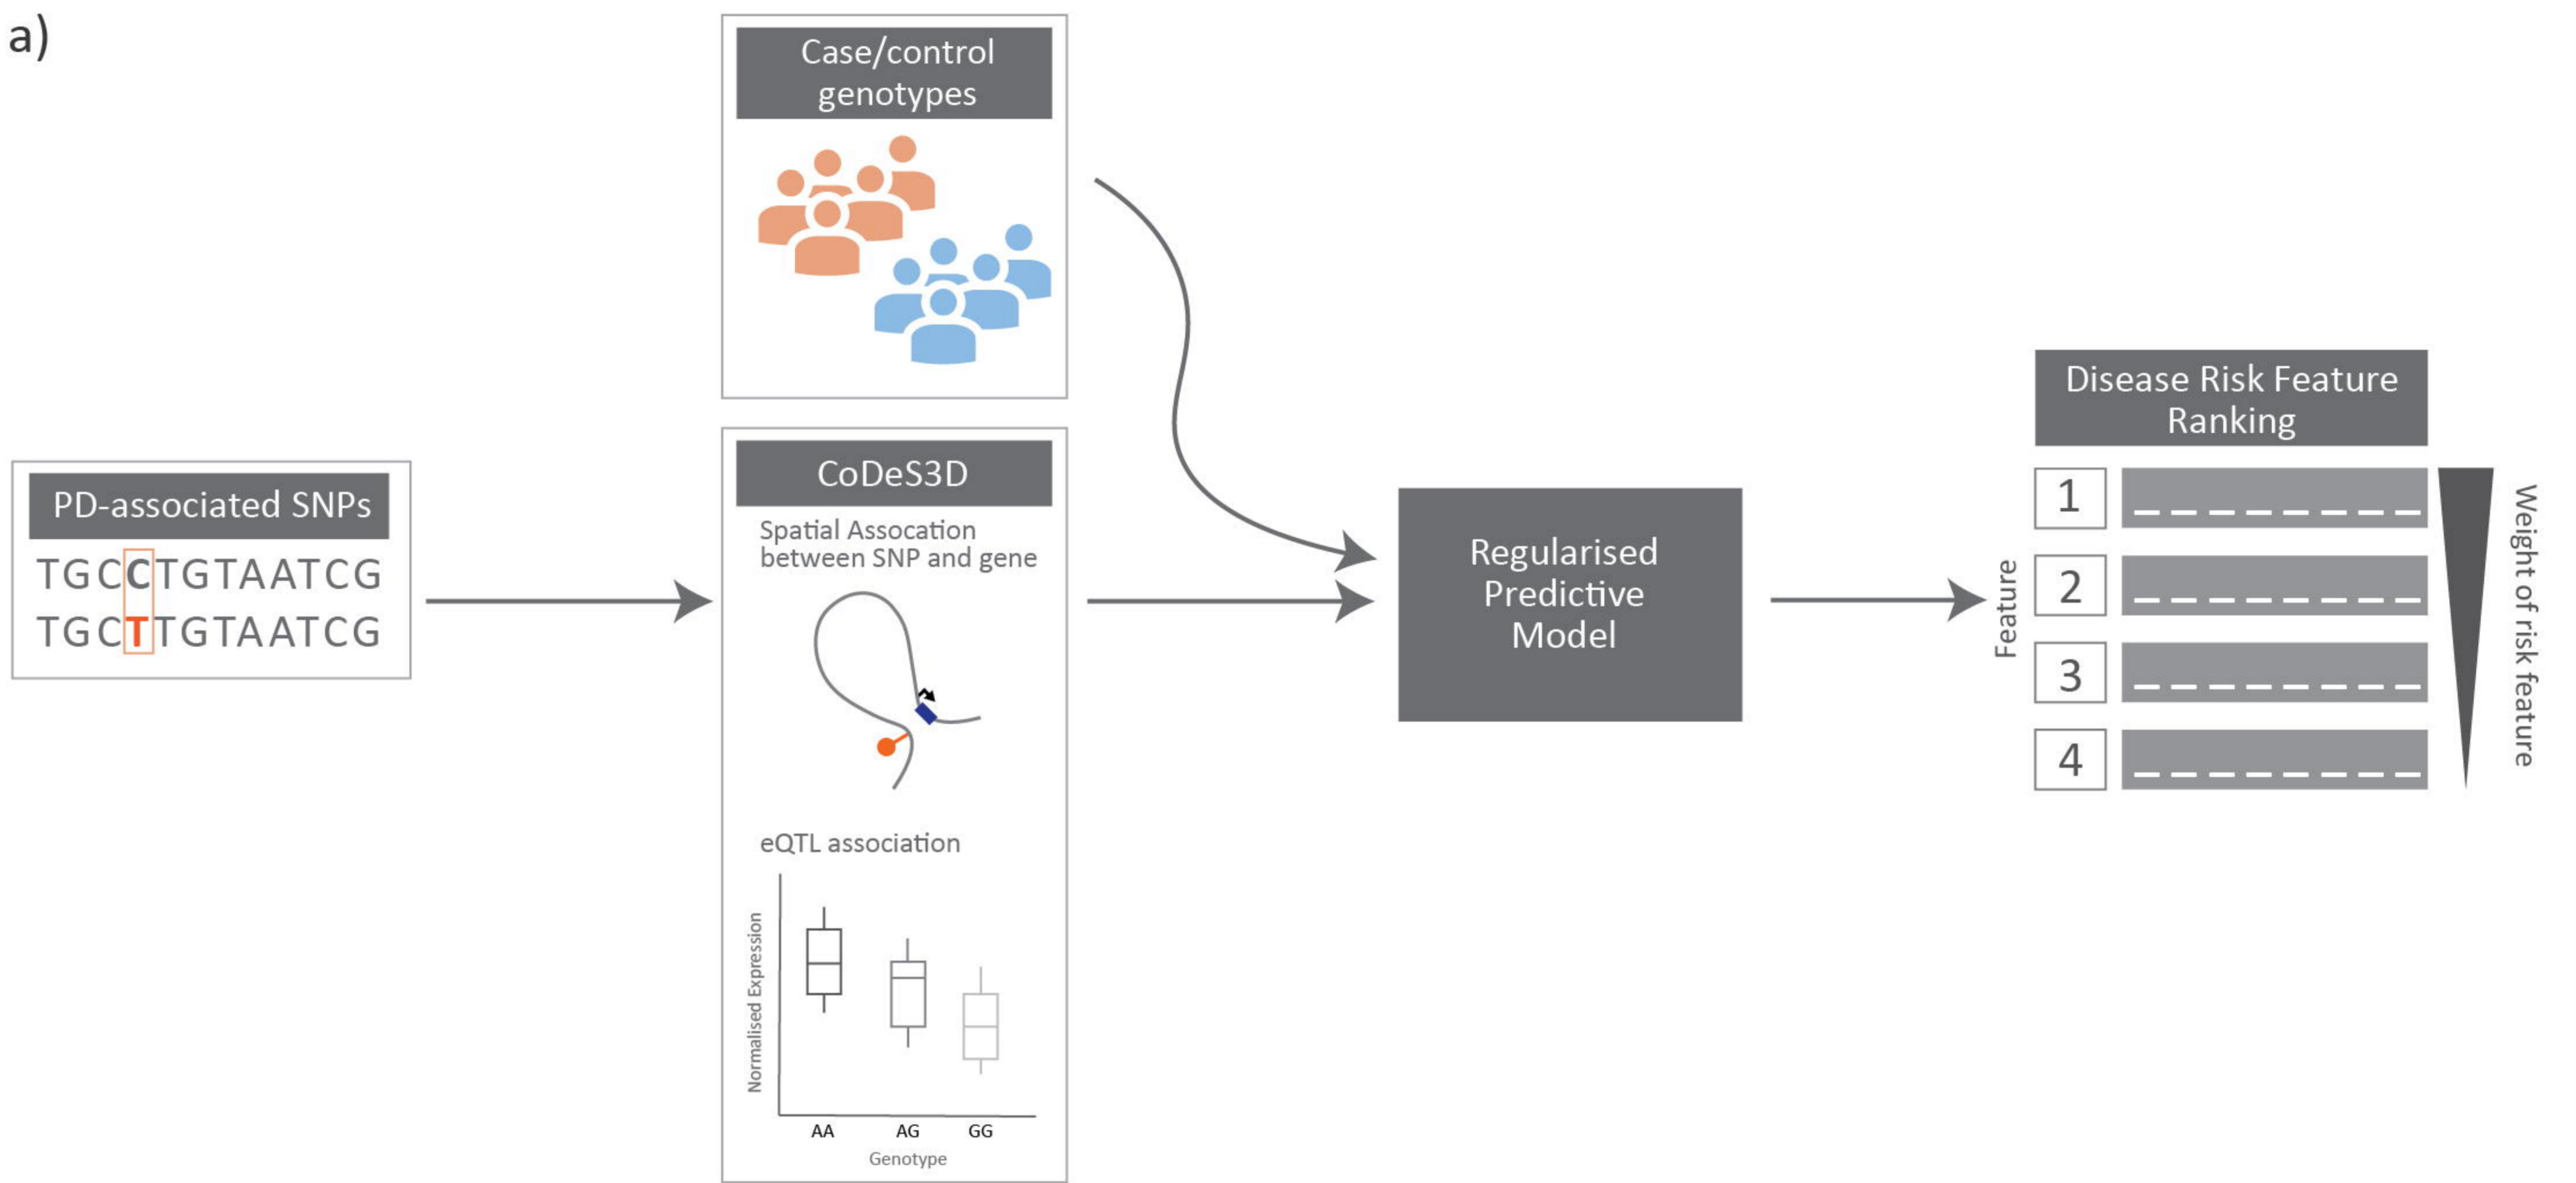 a)
Case/control
genotypes
PD-associated SNPs
TGCCTGTAATCG
TGCTTGTAATCG
CoDeS3D
Spatial Assocation
between SNP and gene
eQTL association
Normalised Expression
AA AG GG
Genotype
Regularised
Predictive
Model
Disease Risk Feature
Ranking
Feature
1
2
3
4
Weight of risk feature